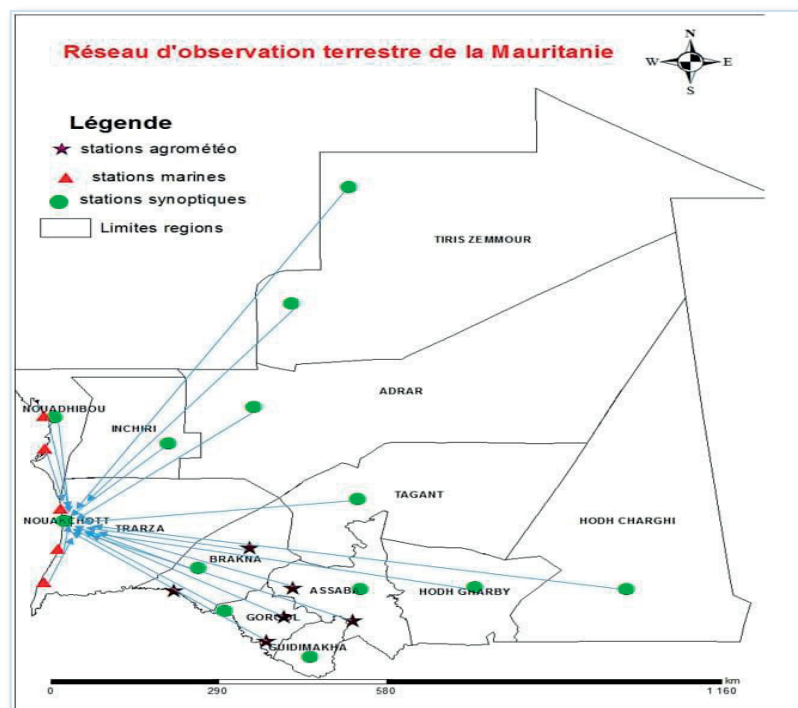 Réseau d'observation terrestre de la Mauritanie
N
W E
S
Légende
stations agrométéo
stations marines
stations synoptiques
Limites regions
TIRIS ZEMMOUR
ADRAR
NOUADHIBOU
INCHIRI
TAGANT
NOUAKCHOTT
TRARZA
HODH CHARGHI
BRAKNA
ASSABA
HODH GHARBY
GORGOL
GUIDIMAKHA
km
0 290 580 1 160